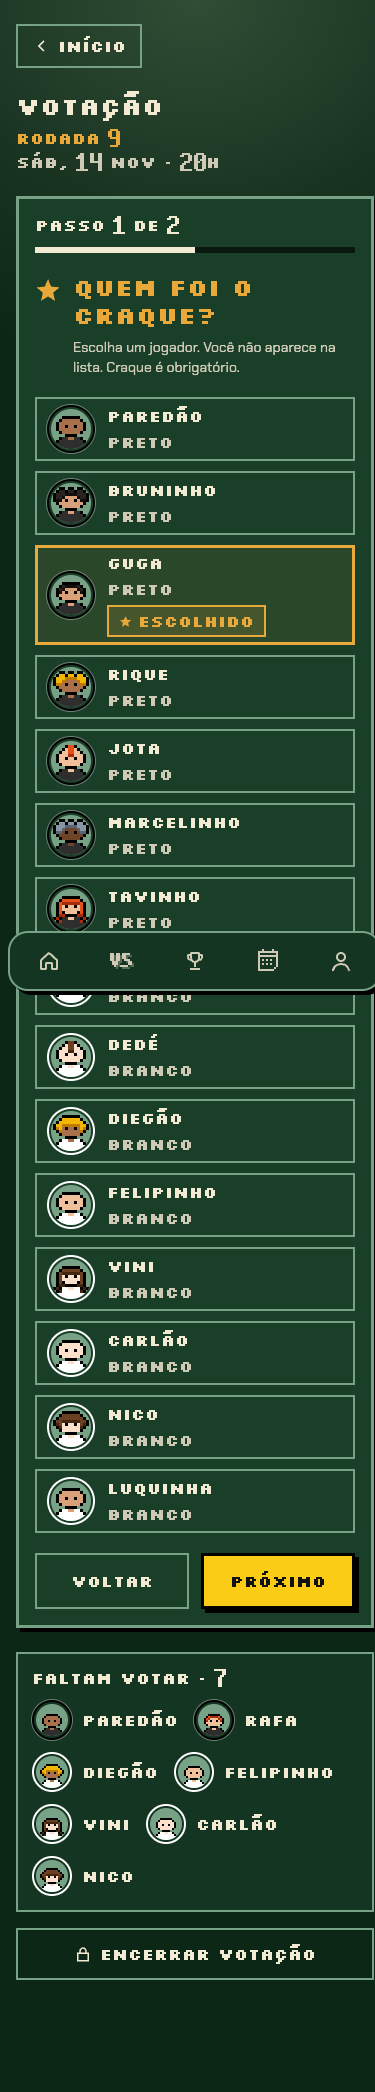 INÍCIO
VOTAÇÃO
RODADA 9
SÁB, 14 NOV · 20H
PASSO 1 DE 2
QUEM FOI O
CRAQUE?
Escolha um jogador. Você não aparece na
lista. Craque é obrigatório.
PAREDÃO
PRETO
BRUNINHO
PRETO
GUGA
PRETO
★ ESCOLHIDO
RIQUE
PRETO
JOTA
PRETO
MARCELINHO
PRETO
TAVINHO
PRETO
VS
BRANCO
DEDÉ
BRANCO
DIEGÃO
BRANCO
FELIPINHO
BRANCO
VINI
BRANCO
CARLÃO
BRANCO
NICO
BRANCO
LUQUINHA
BRANCO
VOLTAR PRÓXIMO
FALTAM VOTAR · 7
PAREDÃO RAFA
DIEGÃO FELIPINHO
VINI CARLÃO
NICO
ENCERRAR VOTAÇÃO